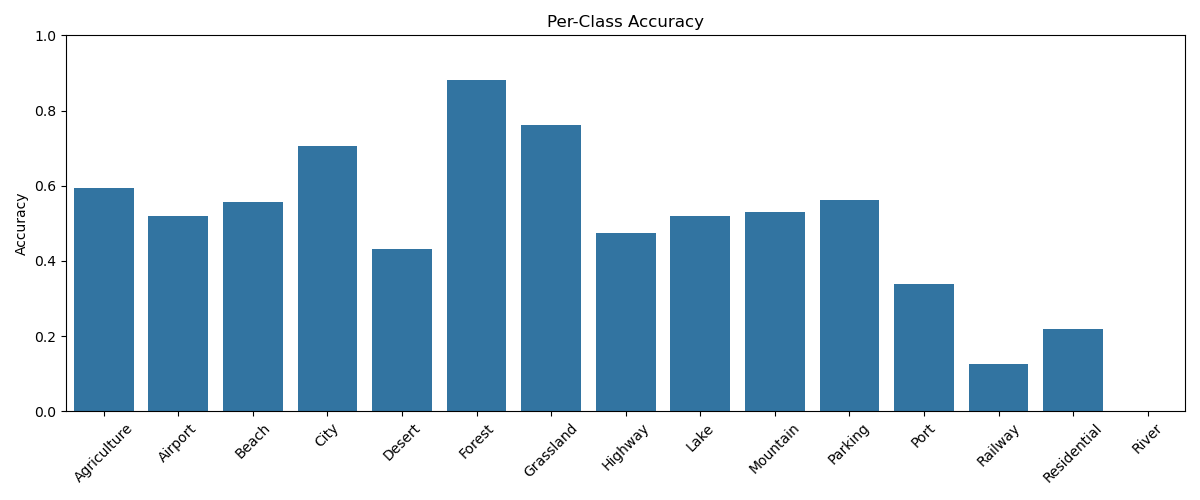 Per-Class Accuracy
Accuracy
1.0
0.8
0.6
0.4
0.2
0.0
Agriculture
Airport
Beach
City
Desert
Forest
Grassland
Highway
Lake
Mountain
Parking
Port
Railway
Residential
River